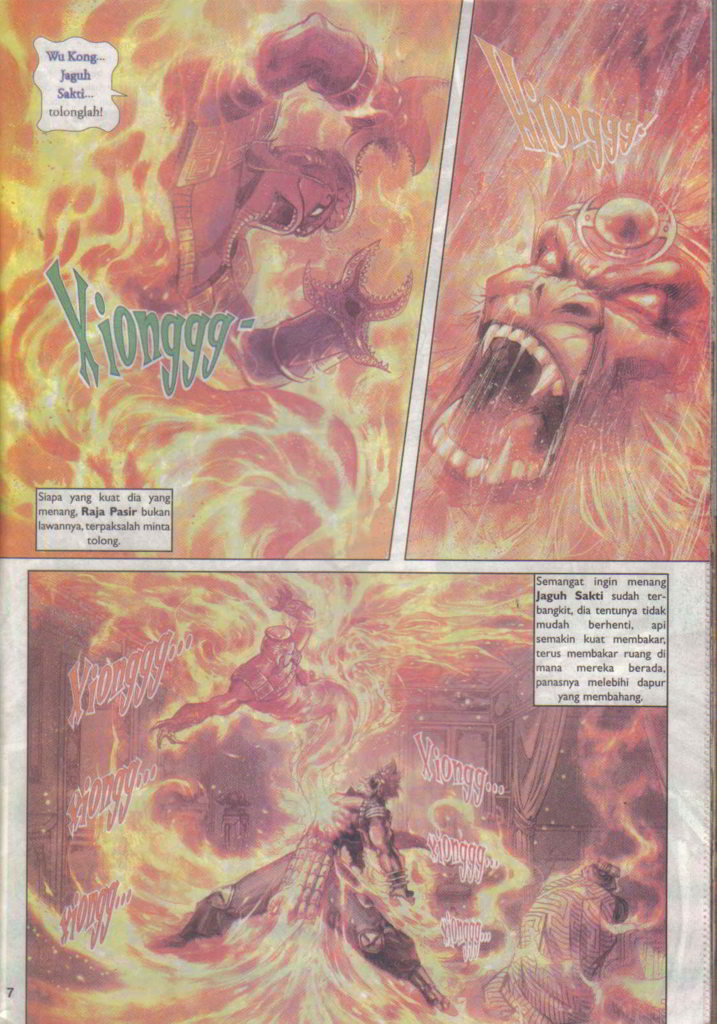 Wu Kong...
Jaguh
Sakti...
tolonglah!
Xionggg-
Xionggg-
Siapa yang kuat dia yang
menang, Raja Pasir bukan
lawannya, terpaksalah minta
tolong.
Semangat ingin menang
Jaguh Sakti sudah ter-
bangkit, dia tentunya tidak
mudah berhenti, api
semakin kuat membakar,
terus membakar ruang di
mana mereka berada,
panasnya melebihi dapur
yang membahang.
Xionggg...
Xiongg...
Xiongg...
Xiongg...
Xionggg...
Xionggg...
7